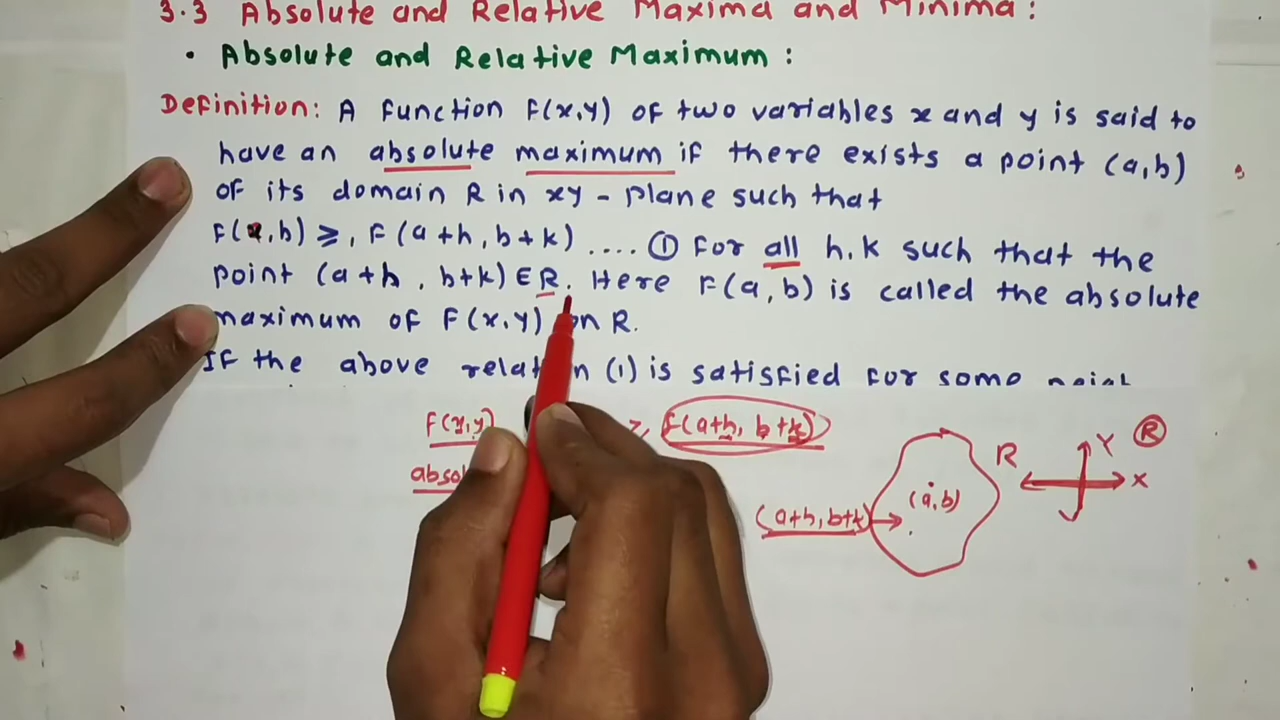 3.3 Absolute and Relative Maxima and Minima :
• Absolute and Relative Maximum :
Definition: A function f(x,y) of two variables x and y is said to
have an absolute maximum if there exists a point (a,b)
of its domain R in xy - plane such that
f(a,b) ≥, f(a+h, b+k) .... ① for all h,k such that the
point (a+h, b+k) ∈ R. Here f(a,b) is called the absolute
maximum of f(x,y) on R.
If the above (1) is satisfied for some point
f(x,y) ≥, f(a+h, b+k)
R Y R
X
(a,b)
(a+h, b+k)